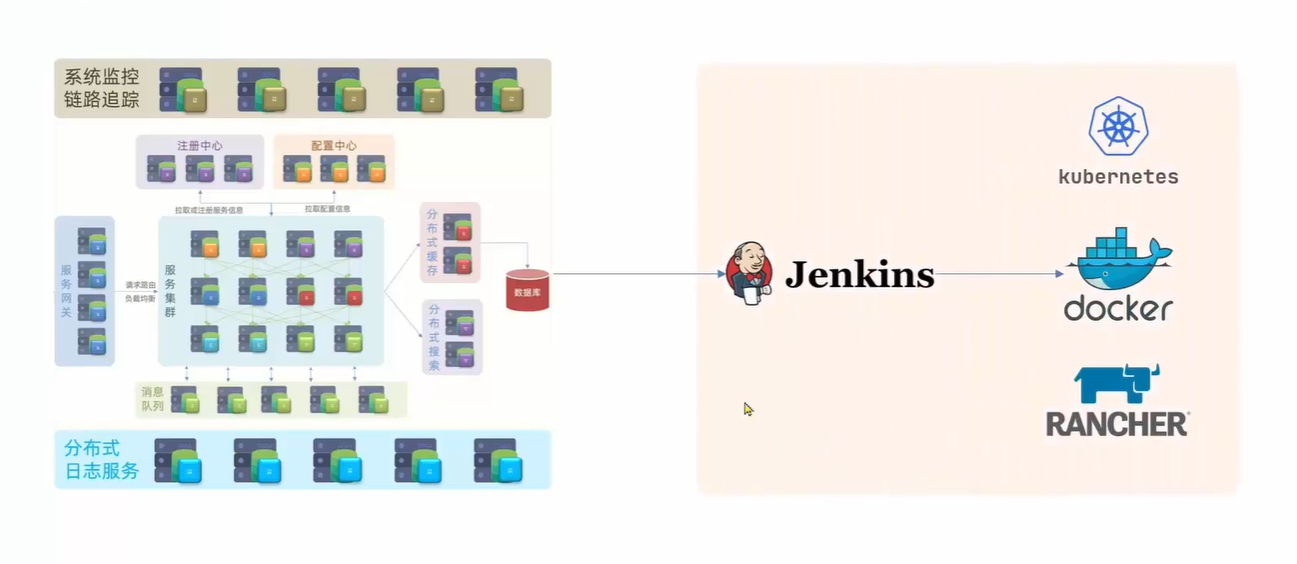 系统监控
链路追踪
注册中心
配置中心
拉取或注册服务信息
拉取配置信息
服务网关
请求路由
负载均衡
服务集群
分布式缓存
分布式搜索
数据库
消息
队列
分布式
日志服务
Jenkins
kubernetes
docker
RANCHER